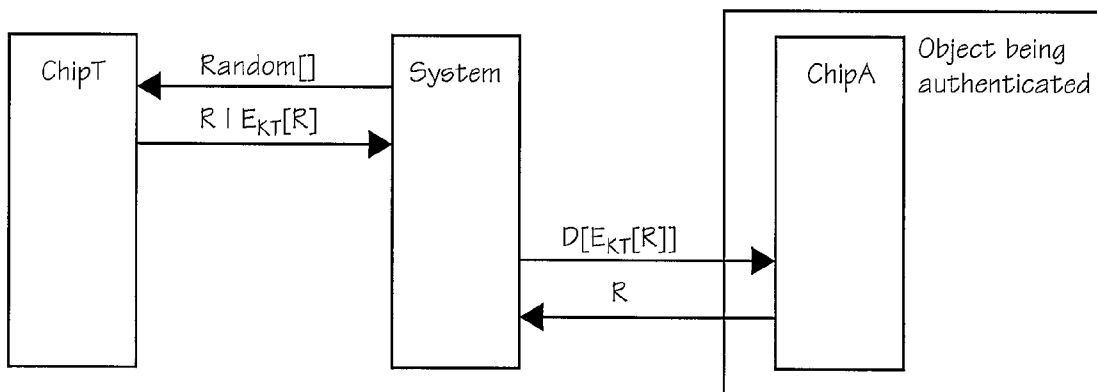 ChipT
Random[]
R | E_KT[R]
System
D[E_KT[R]]
R
ChipA
Object being
authenticated